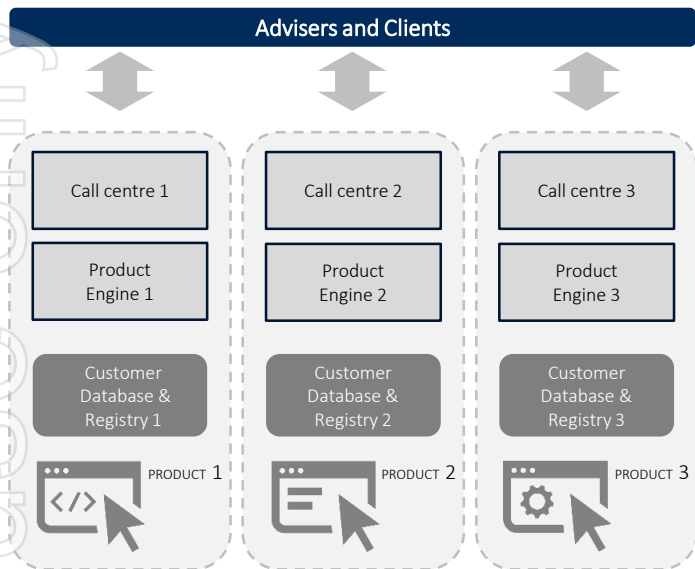 Advisers and Clients
Call centre 1
Call centre 2
Call centre 3
Product
Engine 1
Product
Engine 2
Product
Engine 3
Customer
Database &
Registry 1
Customer
Database &
Registry 2
Customer
Database &
Registry 3
</>
PRODUCT 1
PRODUCT 2
PRODUCT 3